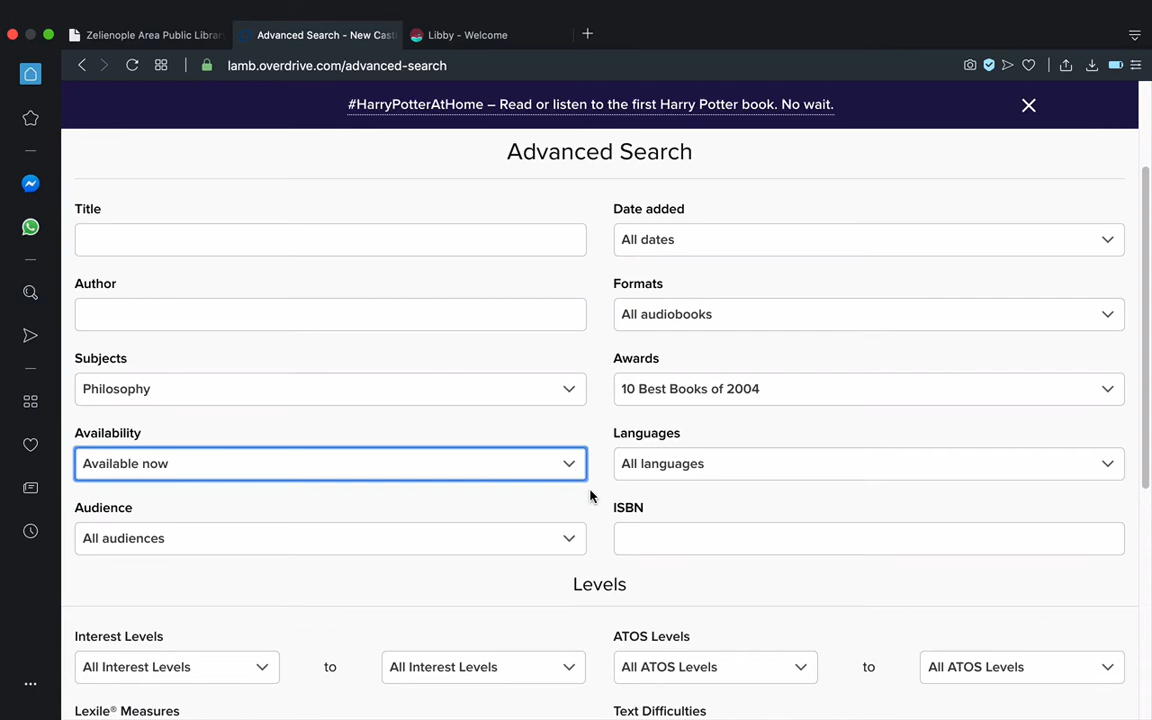 Zelienople Area Public Librar
Advanced Search - New Cast
Libby - Welcome
lamb.overdrive.com/advanced-search
#HarryPotterAtHome – Read or listen to the first Harry Potter book. No wait.
Advanced Search
Title
Date added
All dates
Author
Formats
All audiobooks
Subjects
Awards
Philosophy
10 Best Books of 2004
Availability
Languages
Available now
All languages
Audience
ISBN
All audiences
Levels
Interest Levels
ATOS Levels
All Interest Levels to All Interest Levels
All ATOS Levels to All ATOS Levels
Lexile® Measures
Text Difficulties